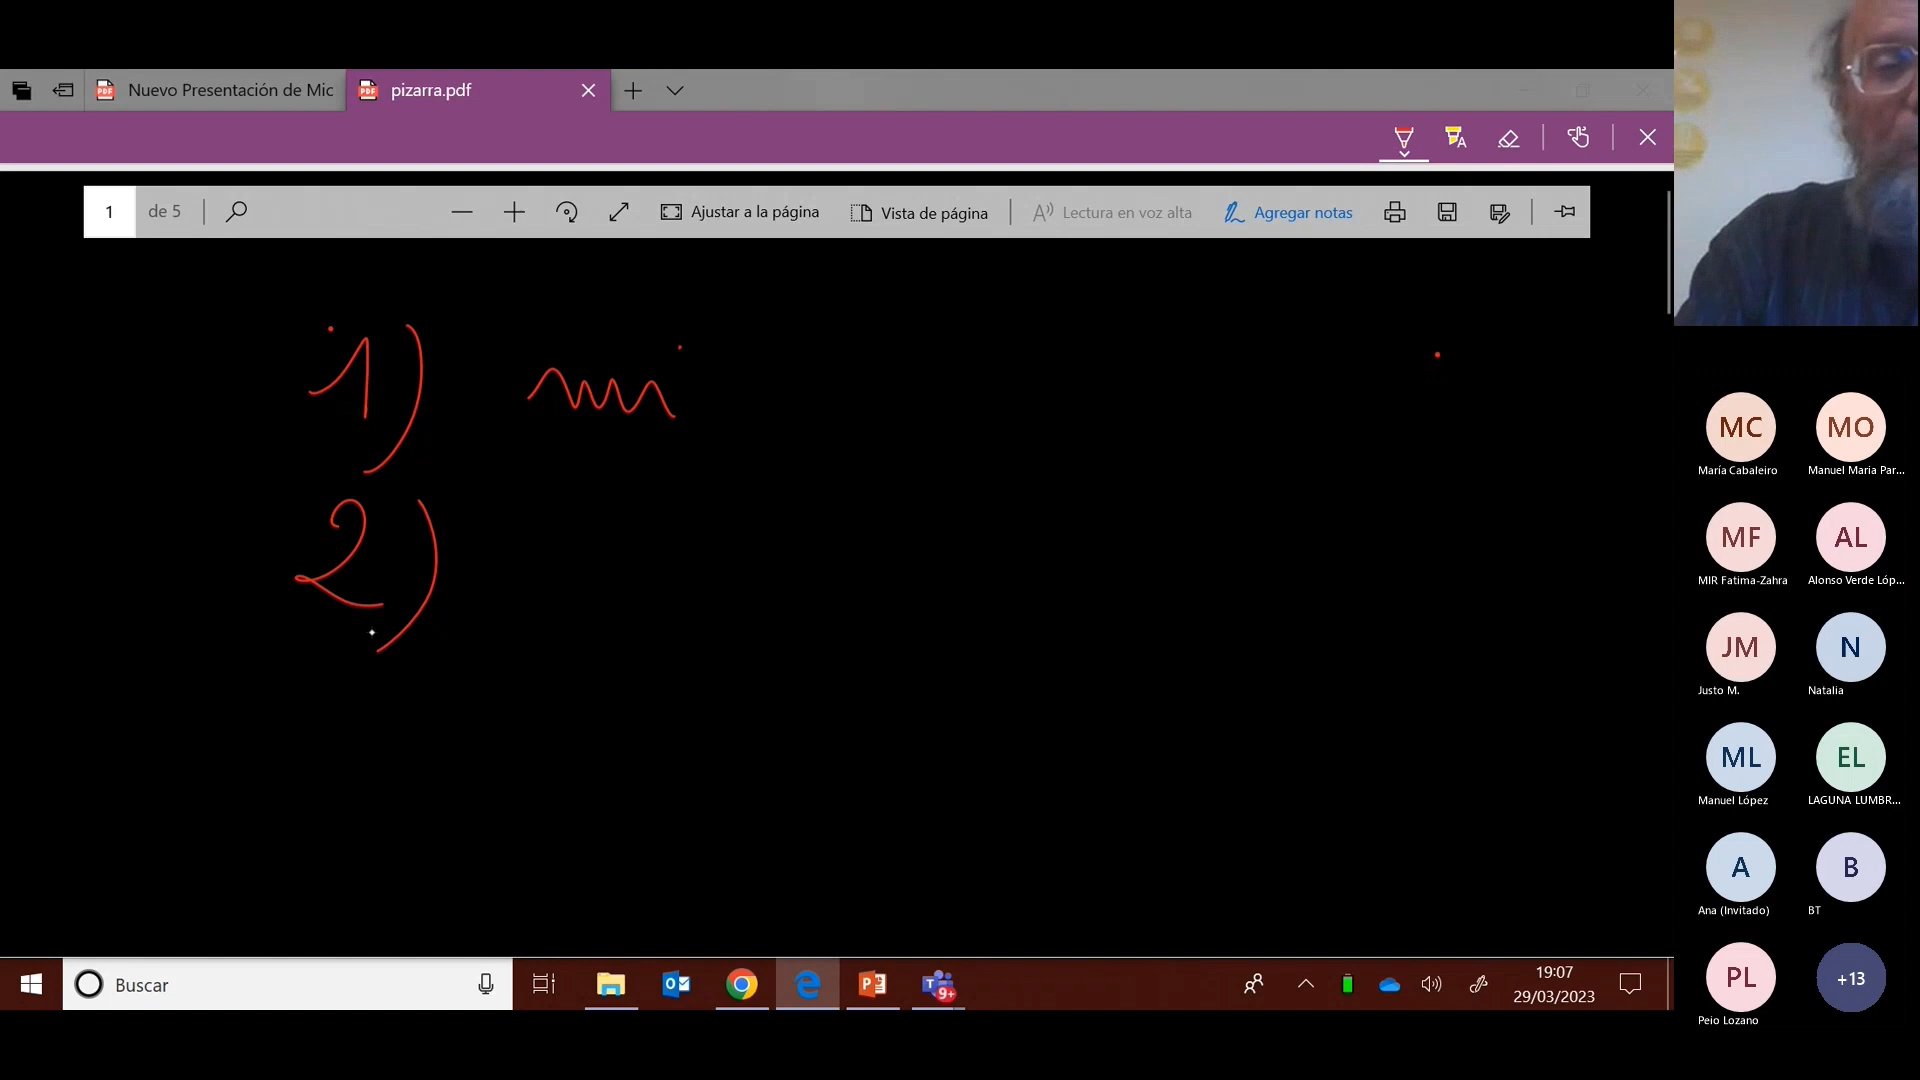 Nuevo Presentación de Mic
pizarra.pdf
1 de 5
Ajustar a la página
Vista de página
Lectura en voz alta
Agregar notas
1)
2)
MC
MO
María Cabaleiro
Manuel Maria Par...
MF
AL
MIR Fatima-Zahra
Alonso Verde Lóp...
JM
N
Justo M.
Natalia
ML
EL
Manuel López
LAGUNA LUMBR...
A
B
Ana (Invitado)
BT
PL
+13
Peio Lozano
Buscar
9+
19:07
29/03/2023